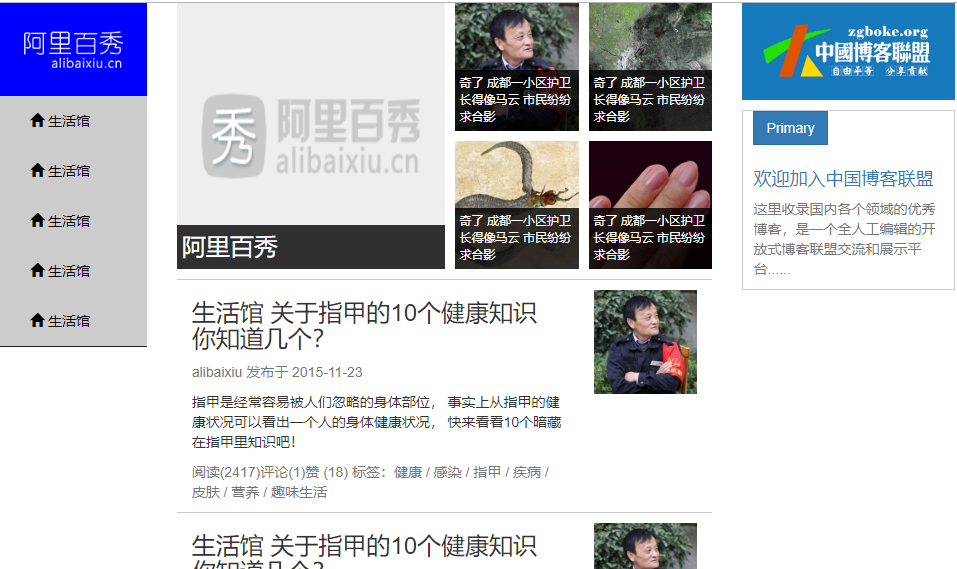 阿里百秀
alibaixiu.cn
生活馆
生活馆
生活馆
生活馆
生活馆
秀 阿里百秀
alibaixiu.cn
阿里百秀
奇了 成都一小区护卫
长得像马云 市民纷纷
求合影
奇了 成都一小区护卫
长得像马云 市民纷纷
求合影
奇了 成都一小区护卫
长得像马云 市民纷纷
求合影
奇了 成都一小区护卫
长得像马云 市民纷纷
求合影
生活馆 关于指甲的10个健康知识
你知道几个？
alibaixiu 发布于 2015-11-23
指甲是经常容易被人们忽略的身体部位， 事实上从指甲的健
康状况可以看出一个人的身体健康状况， 快来看看10个暗藏
在指甲里知识吧！
阅读(2417)评论(1)赞 (18) 标签：健康 / 感染 / 指甲 / 疾病 /
皮肤 / 营养 / 趣味生活
生活馆 关于指甲的10个健康知识
你知道几个？
zgboke.org
中國博客聯盟
自由平等 分享贡献
Primary
欢迎加入中国博客联盟
这里收录国内各个领域的优秀
博客，是一个全人工编辑的开
放式博客联盟交流和展示平
台......